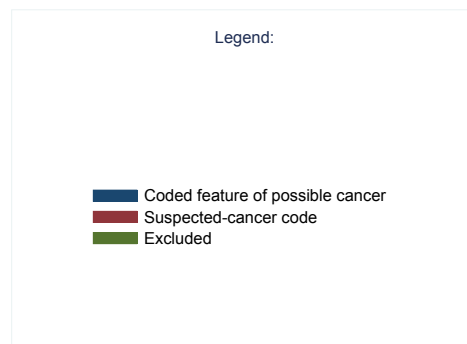 Legend:
Coded feature of possible cancer
Suspected-cancer code
Excluded